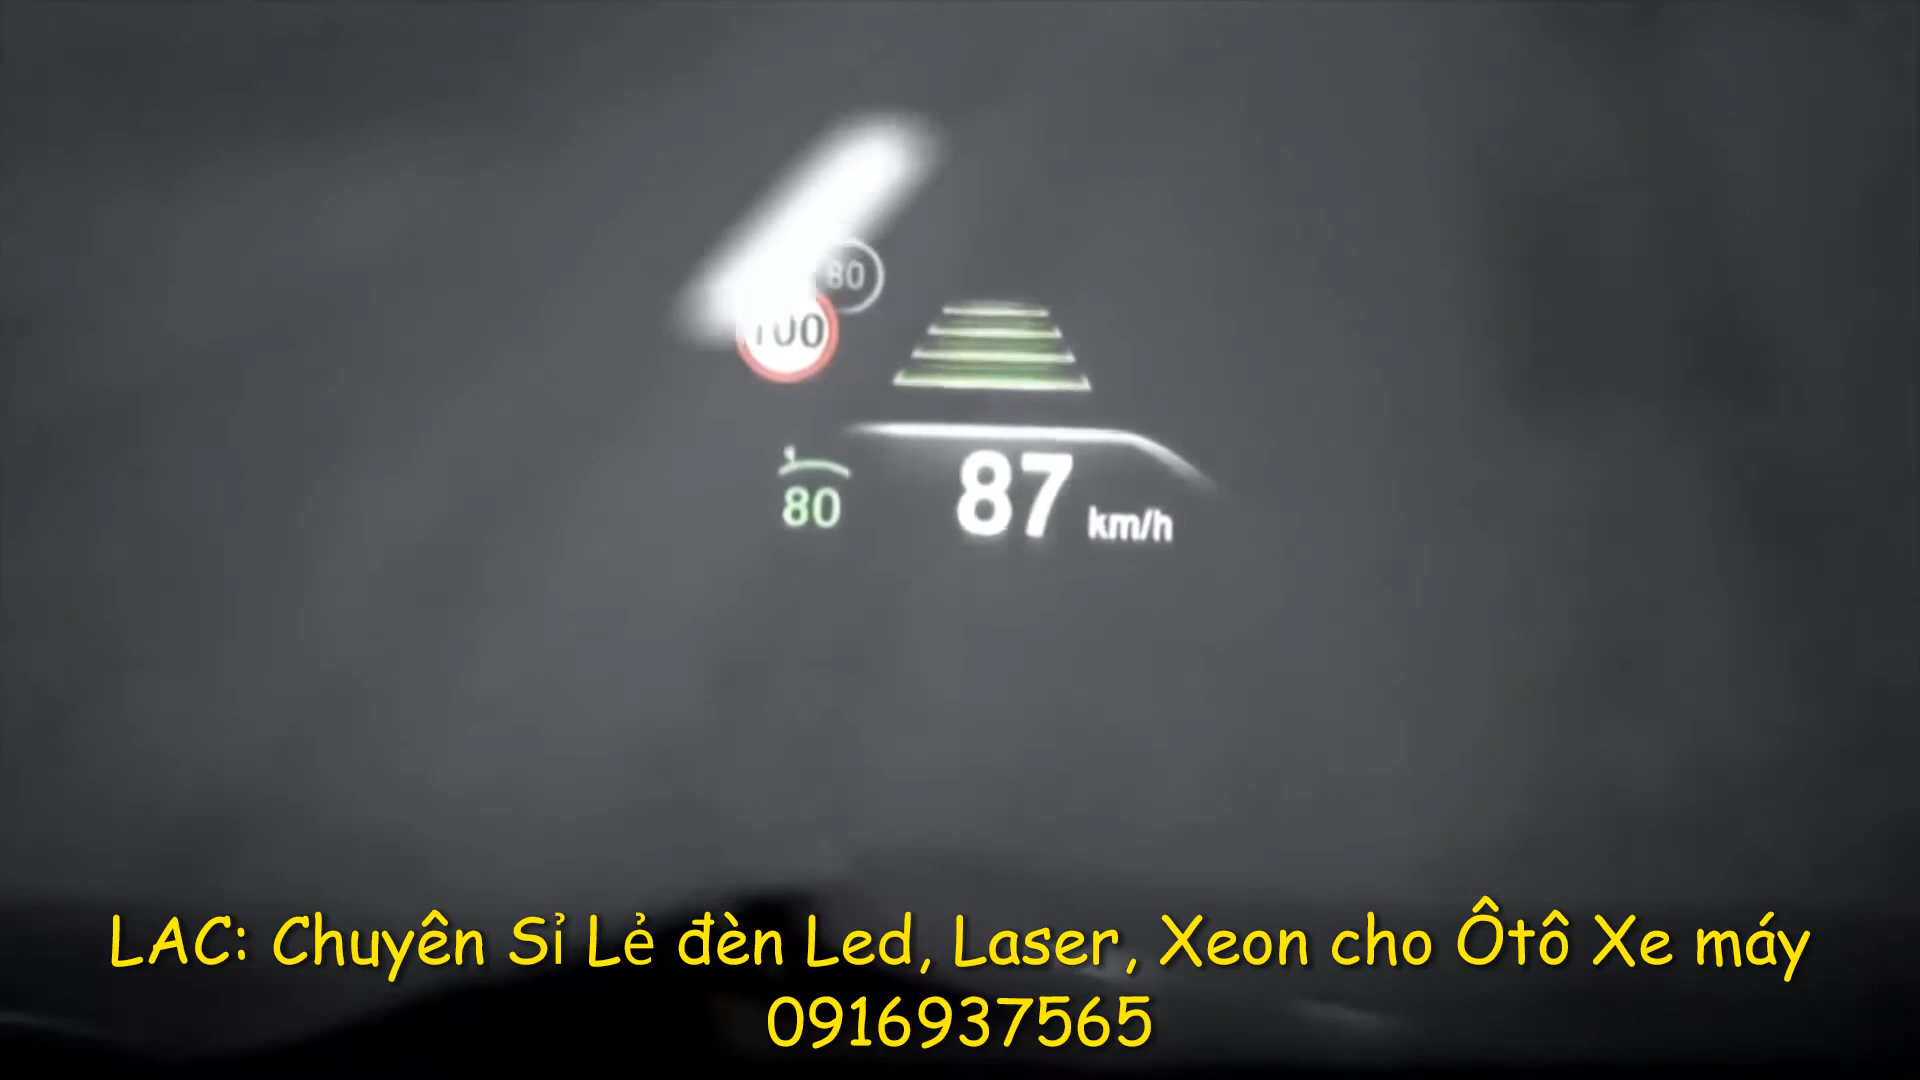 80
100
80
87 km/h
LAC: Chuyên Sỉ Lẻ đèn Led, Laser, Xeon cho Ôtô Xe máy
0916937565